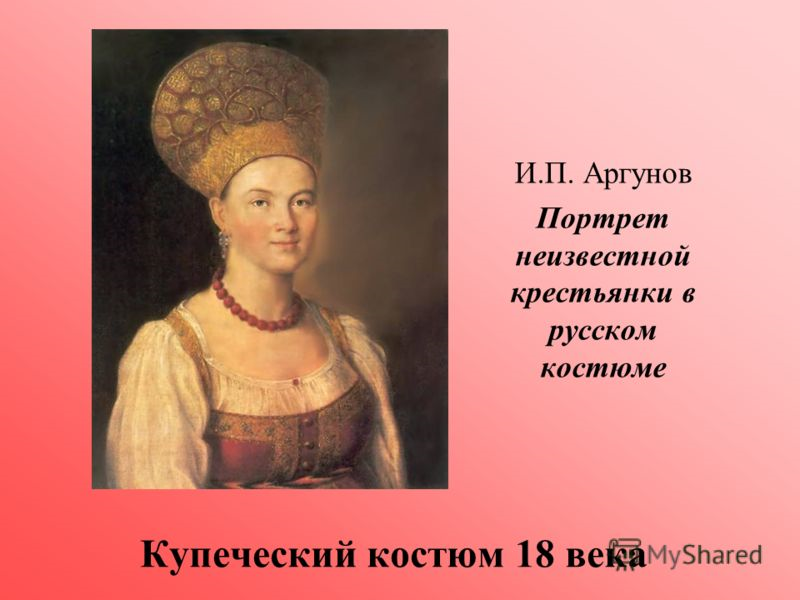 И.П. Аргунов
Портрет
неизвестной
крестьянки в
русском
костюме
Купеческий костюм 18 века
MyShared